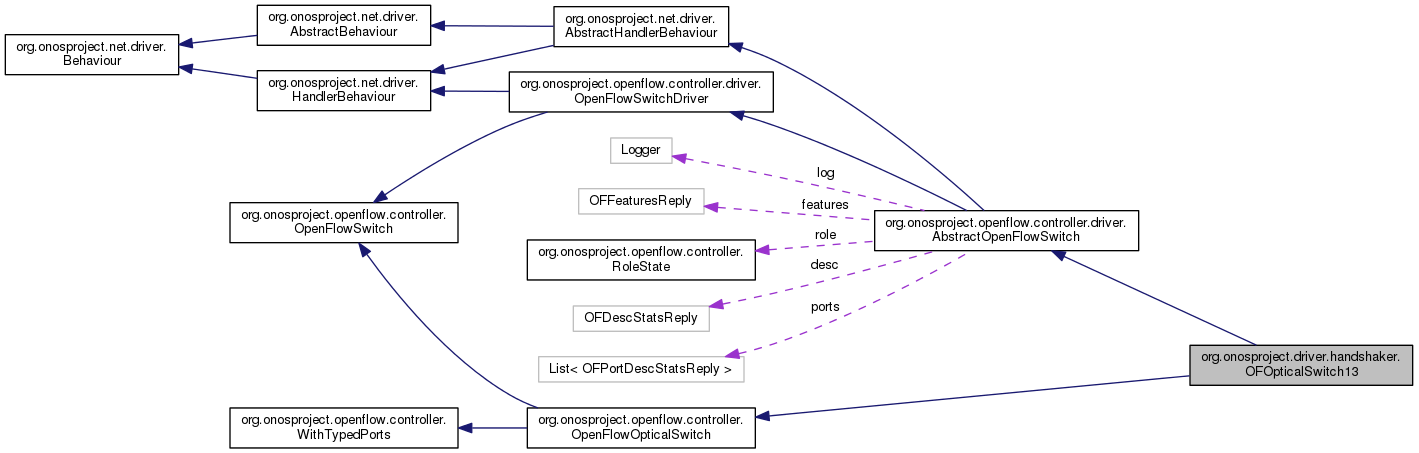 org.onosproject.net.driver.
Behaviour
org.onosproject.net.driver.
AbstractBehaviour
org.onosproject.net.driver.
HandlerBehaviour
org.onosproject.net.driver.
AbstractHandlerBehaviour
org.onosproject.openflow.controller.driver.
OpenFlowSwitchDriver
Logger
log
OFFeaturesReply
features
org.onosproject.openflow.controller.
OpenFlowSwitch
org.onosproject.openflow.controller.driver.
AbstractOpenFlowSwitch
role
org.onosproject.openflow.controller.
RoleState
desc
OFDescStatsReply
ports
List< OFPortDescStatsReply >
org.onosproject.driver.handshaker.
OFOpticalSwitch13
org.onosproject.openflow.controller.
WithTypedPorts
org.onosproject.openflow.controller.
OpenFlowOpticalSwitch